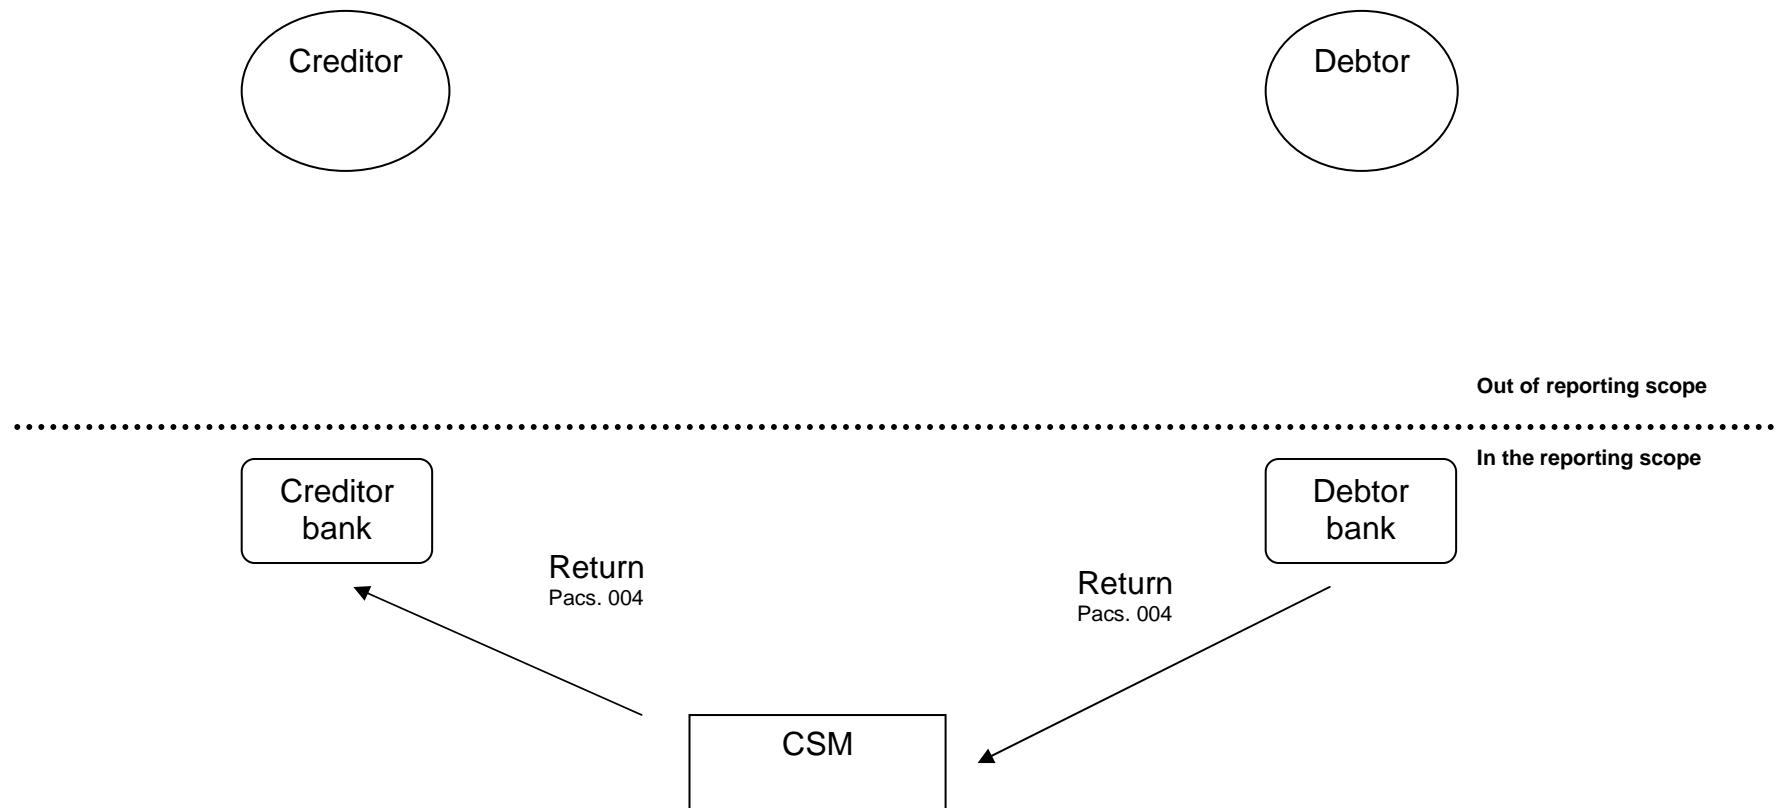 Creditor
Debtor
Out of reporting scope
In the reporting scope
Creditor
bank
Debtor
bank
Return
Pacs. 004
Return
Pacs. 004
CSM